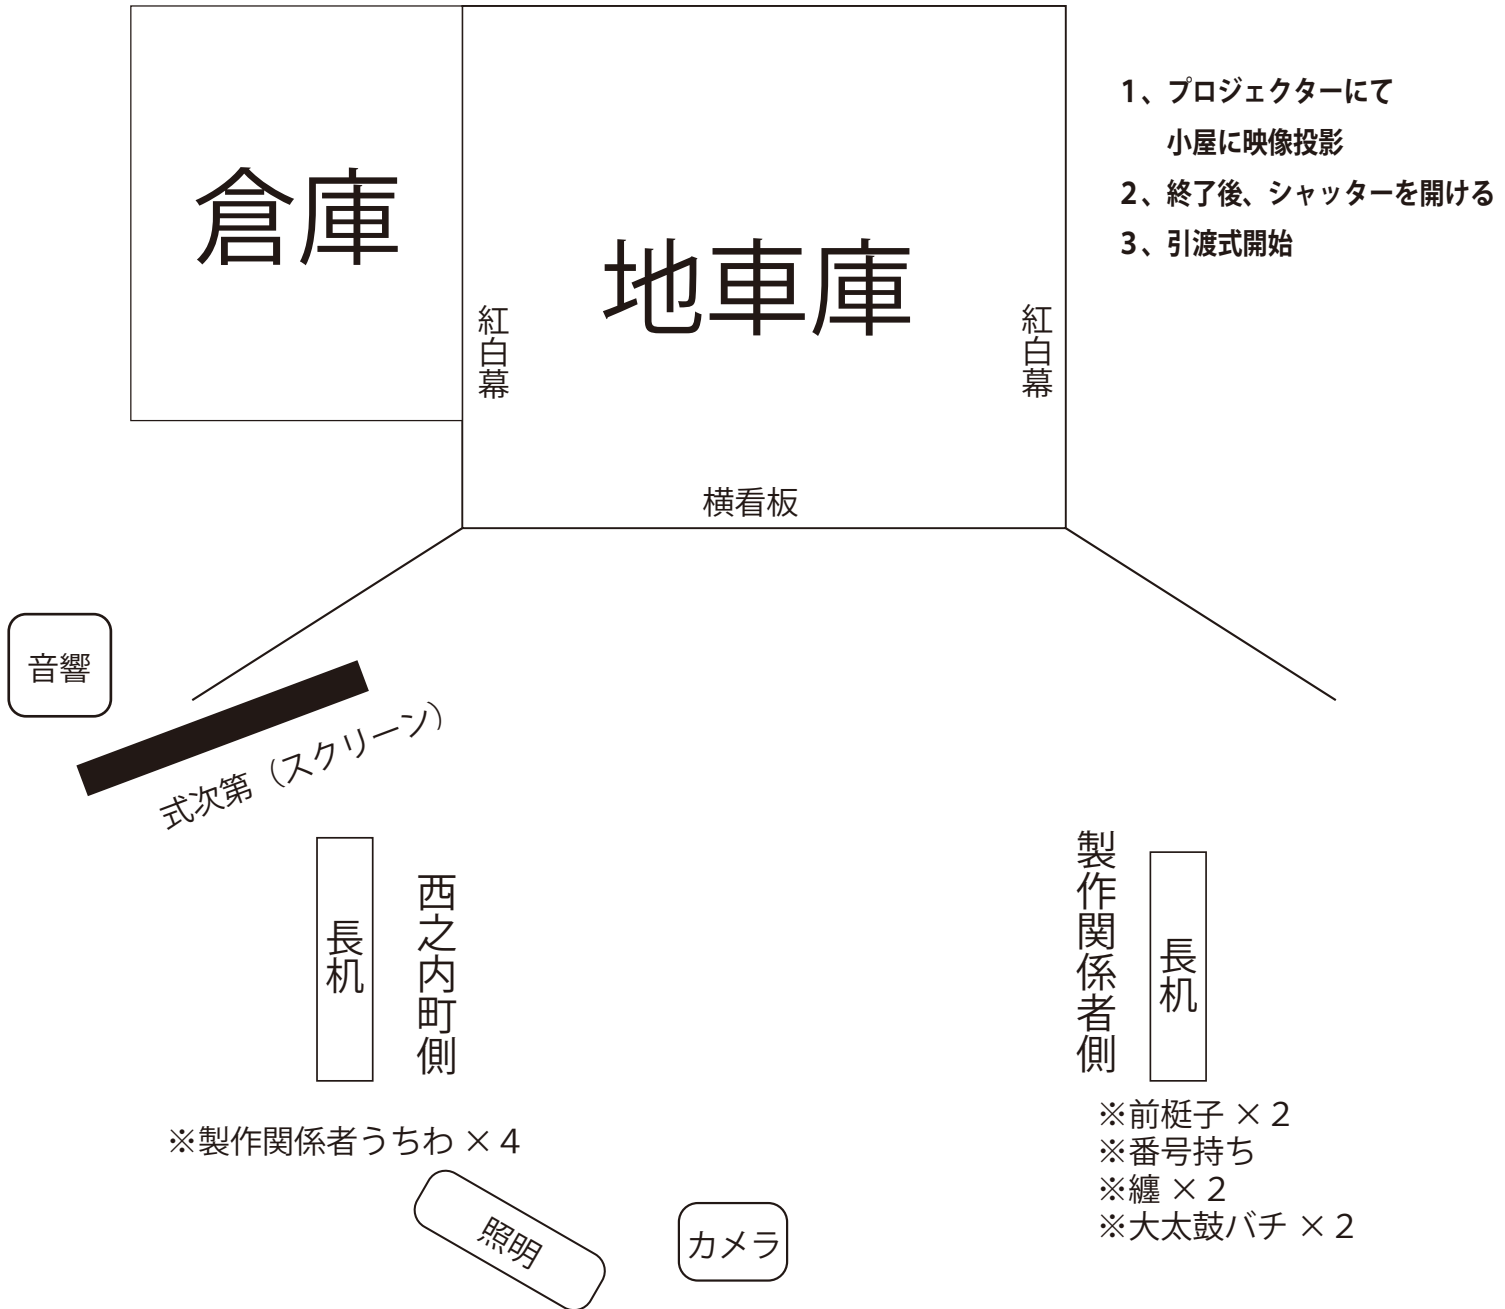 倉庫
地車庫
紅白幕
紅白幕
横看板
1、プロジェクターにて
小屋に映像投影
2、終了後、シャッターを開ける
3、引渡式開始
音響
式次第（スクリーン）
長机
西之内町側
製作関係者側
長机
※製作関係者うちわ ×４
※前梃子 ×２
※番号持ち
※纏 ×２
※大太鼓バチ ×２
照明
カメラ